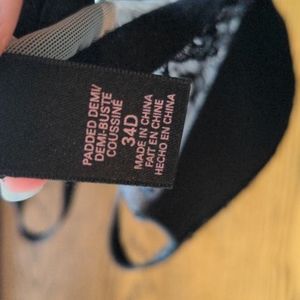 PADDED DEMI/
DEMI-BUSTE
COUSSINÉ
34D
MADE IN CHINA
FAIT EN CHINE
HECHO EN CHINA